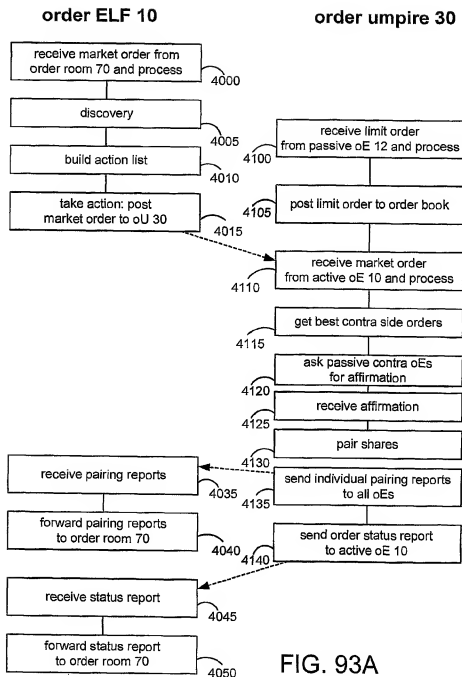 order ELF 10
receive market order from
order room 70 and process
4000
discovery
4005
build action list
4010
take action: post
market order to oU 30
4015
order umpire 30
receive limit order
from passive oE 12 and process
4100
post limit order to order book
4105
receive market order
from active oE 10 and process
4110
get best contra side orders
4115
ask passive contra oEs
for affirmation
4120
receive affirmation
4125
pair shares
4130
send individual pairing reports
to all oEs
4135
send order status report
to active oE 10
4140
receive pairing reports
4035
forward pairing reports
to order room 70
4040
receive status report
4045
forward status report
to order room 70
4050
FIG. 93A